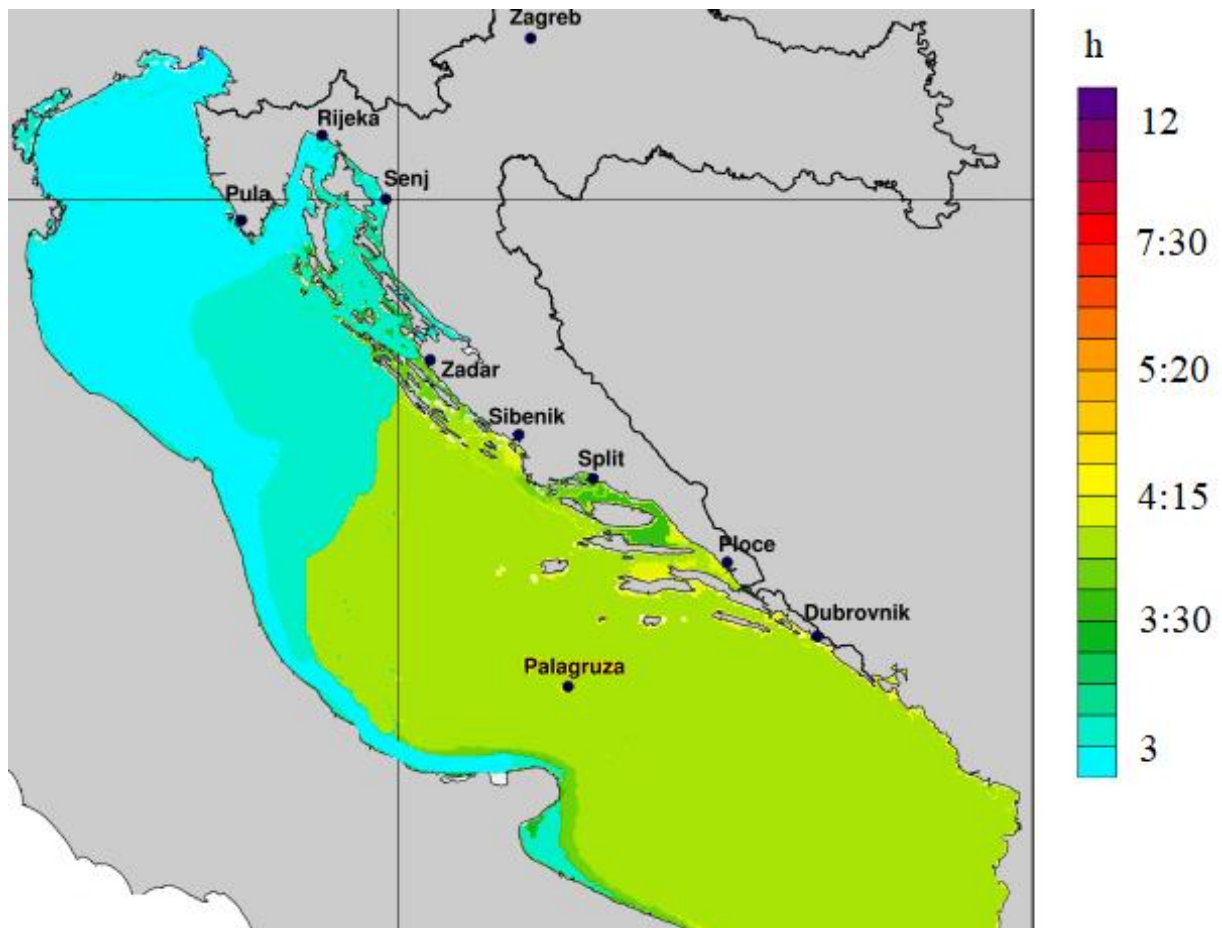 Zagreb
h
12
Rijeka
Senj
Pula
7:30
Zadar
5:20
Sibenik
Split
4:15
Ploce
Dubrovnik
3:30
Palagruza
3